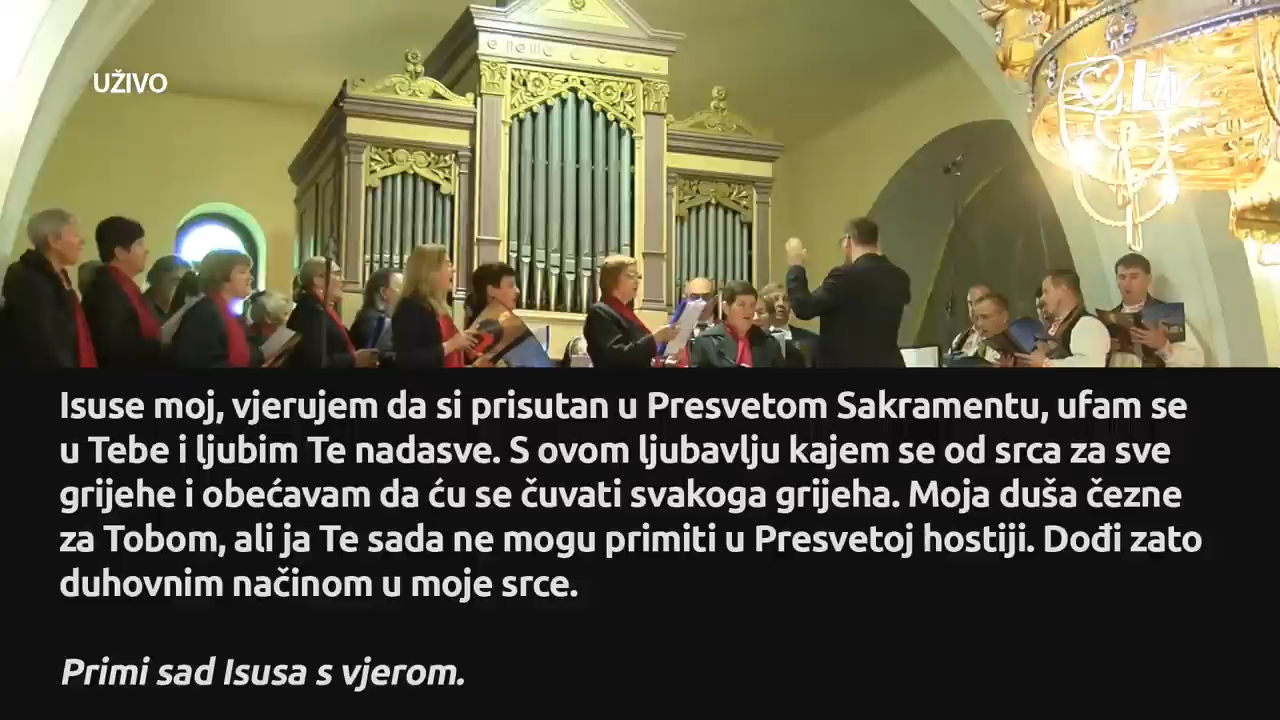 UŽIVO
Isuse moj, vjerujem da si prisutan u Presvetom Sakramentu, ufam se
u Tebe i ljubim Te nadasve. S ovom ljubavlju kajem se od srca za sve
grijehe i obećavam da ću se čuvati svakoga grijeha. Moja duša čezne
za Tobom, ali ja Te sada ne mogu primiti u Presvetoj hostiji. Dođi zato
duhovnim načinom u moje srce.
Primi sad Isusa s vjerom.